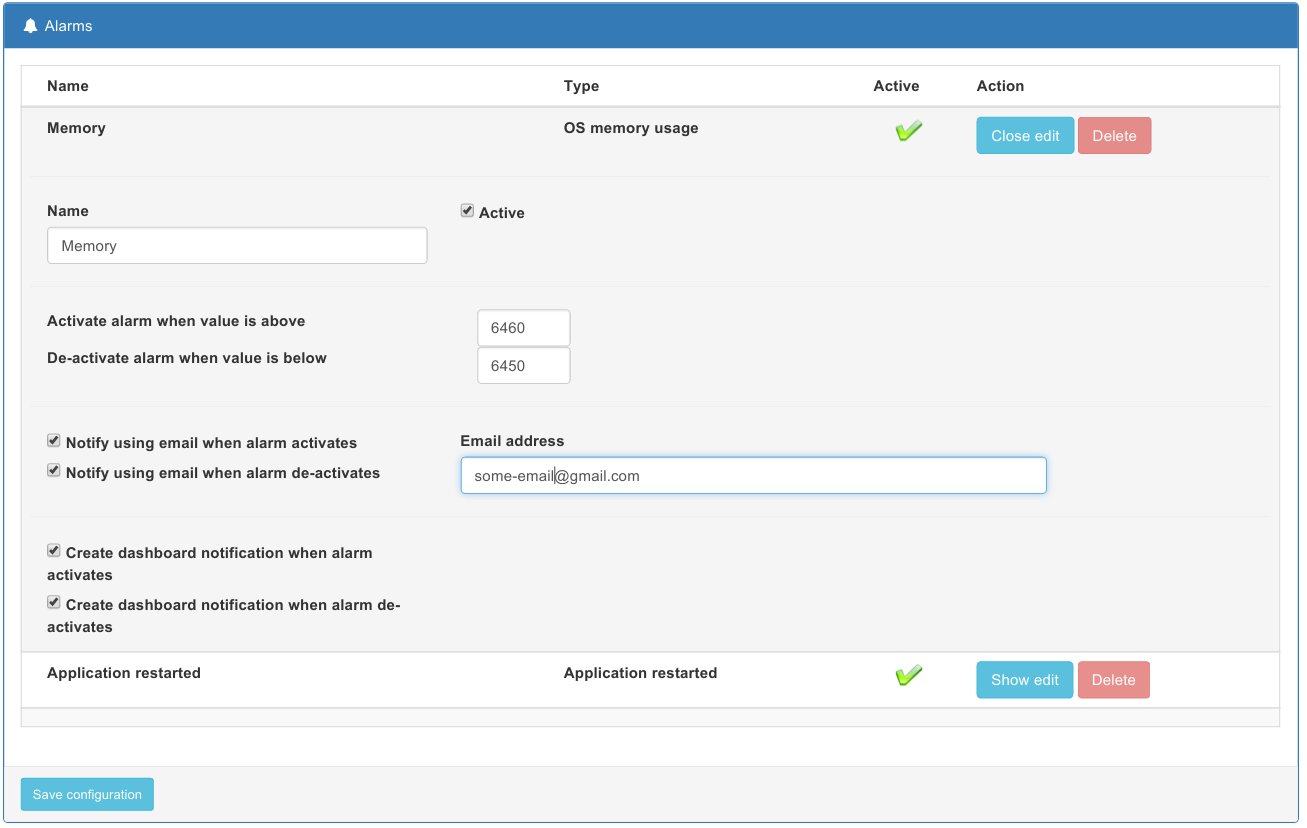 Alarms
Name Type Active Action
Memory OS memory usage Close edit Delete
Name Active
Memory
Activate alarm when value is above 6460
De-activate alarm when value is below 6450
Notify using email when alarm activates Email address
Notify using email when alarm de-activates some-email@gmail.com
Create dashboard notification when alarm
activates
Create dashboard notification when alarm de-
activates
Application restarted Application restarted Show edit Delete
Save configuration